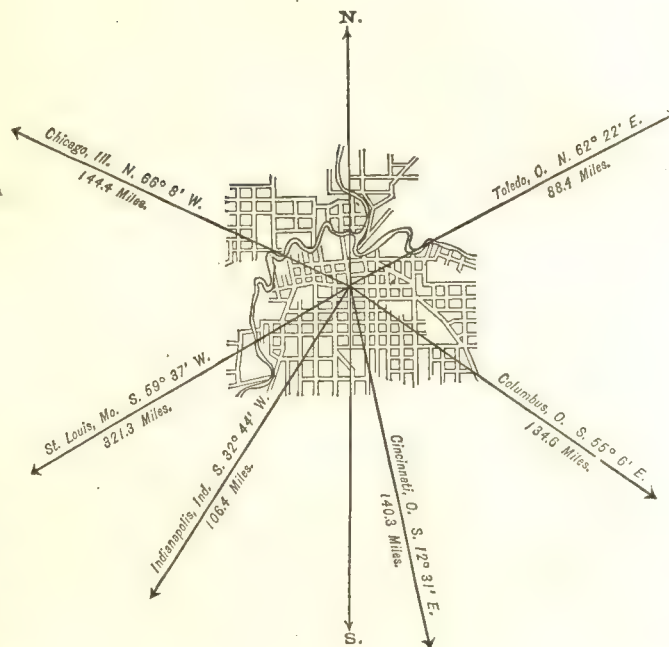 N.
Chicago, Ill. N. 66° 8' W.
144.4 Miles.
Toledo, O. N. 62° 22' E.
88.4 Miles.
St. Louis, Mo. S. 59° 37' W.
321.3 Miles.
Indianapolis, Ind. S. 32° 44' W.
106.4 Miles.
Cincinnati, O. S. 12° 31' E.
140.3 Miles.
Columbus, O. S. 55° 6' E.
134.6 Miles.
S.